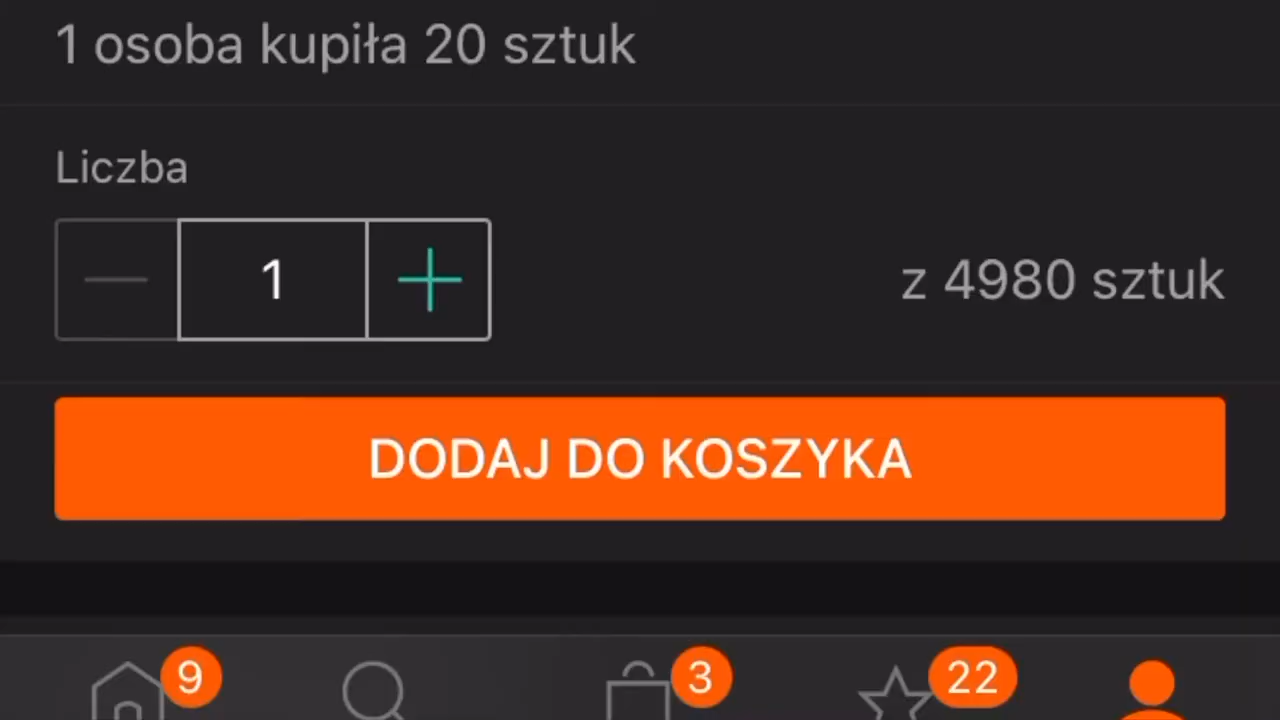 1 osoba kupiła 20 sztuk
Liczba
1
z 4980 sztuk
DODAJ DO KOSZYKA
9
3
22